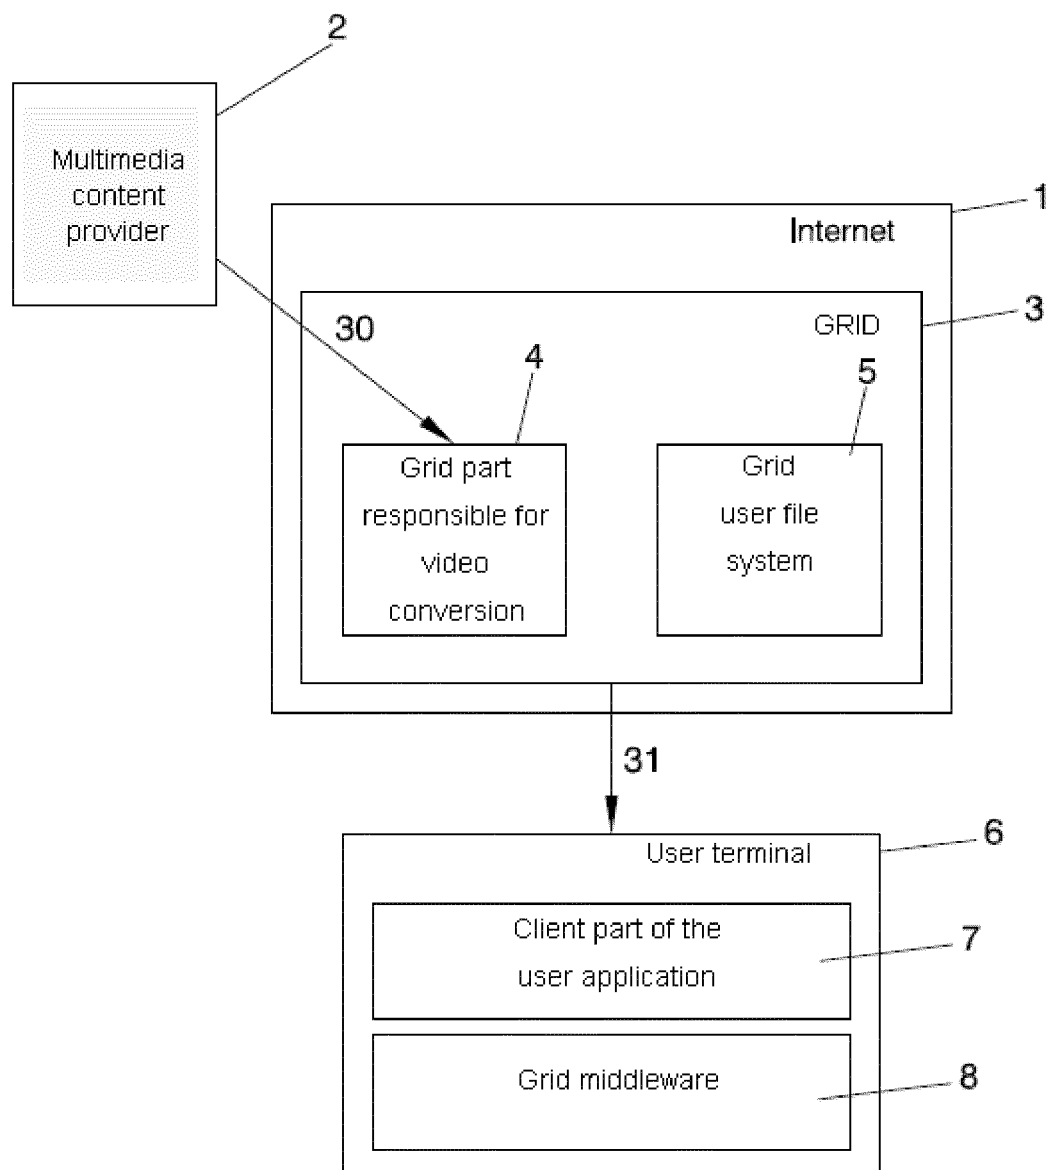 2
Multimedia
content
provider
1
Internet
30
3
GRID
4
5
Grid part
responsible for
video
conversion
Grid
user file
system
31
6
User terminal
Client part of the
user application
7
Grid middleware
8